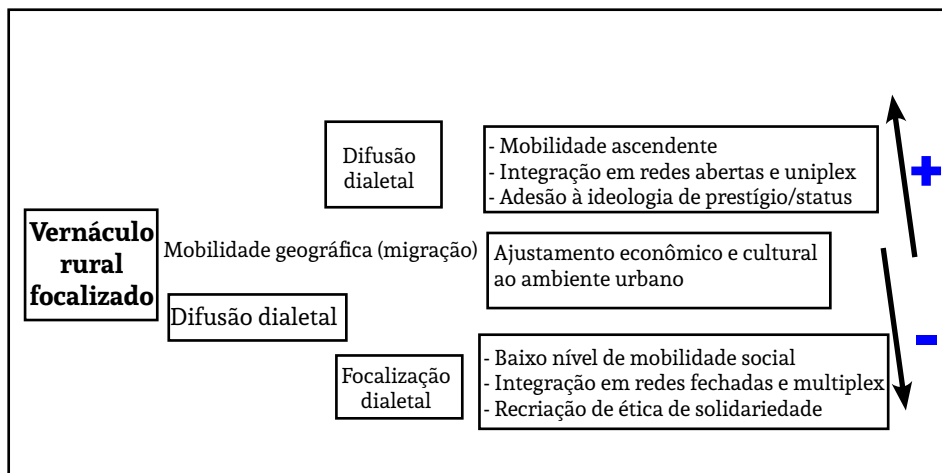 Difusão
dialetal
- Mobilidade ascendente
- Integração em redes abertas e uniplex
- Adesão à ideologia de prestígio/status
+
Vernáculo
rural
focalizado
Mobilidade geográfica (migração)
Ajustamento econômico e cultural
ao ambiente urbano
Difusão dialetal
-
Focalização
dialetal
- Baixo nível de mobilidade social
- Integração em redes fechadas e multiplex
- Recriação de ética de solidariedade